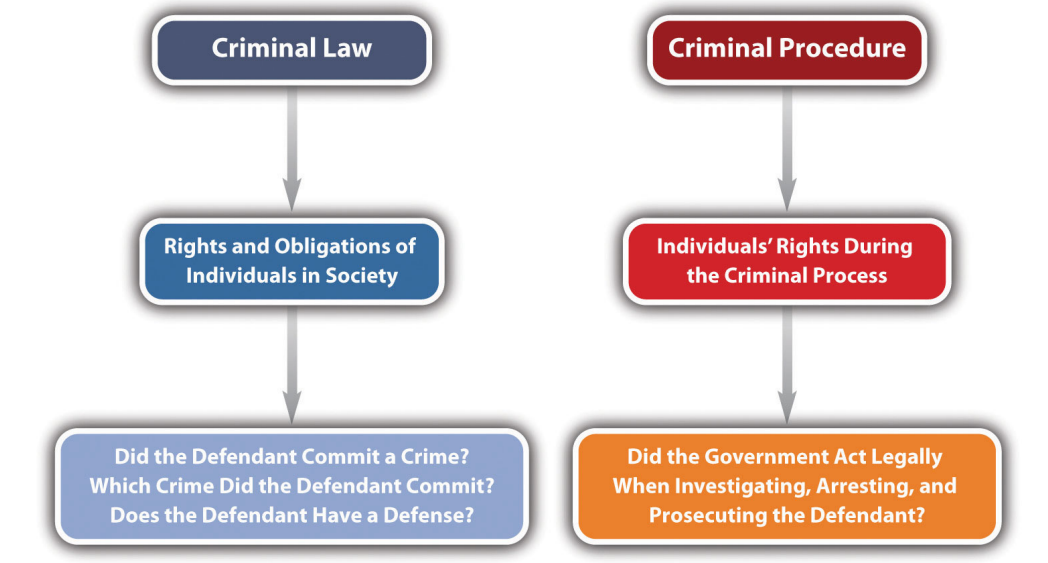 Criminal Law
Rights and Obligations of
Individuals in Society
Did the Defendant Commit a Crime?
Which Crime Did the Defendant Commit?
Does the Defendant Have a Defense?
Criminal Procedure
Individuals’ Rights During
the Criminal Process
Did the Government Act Legally
When Investigating, Arresting, and
Prosecuting the Defendant?